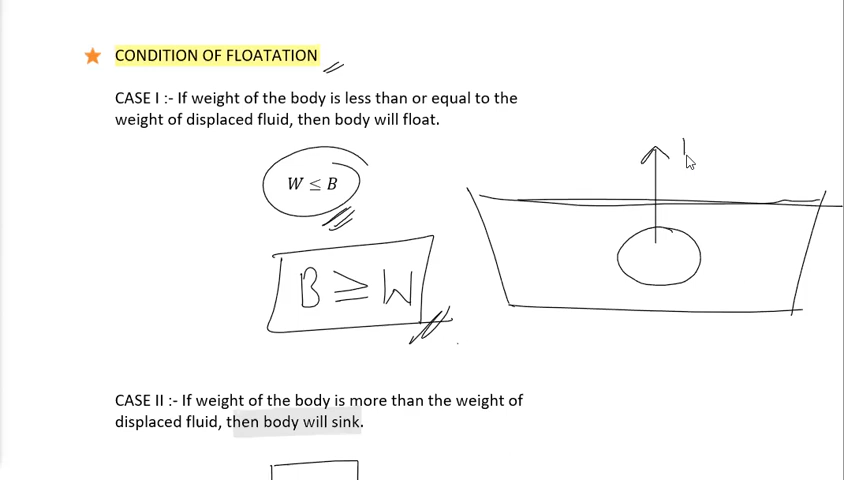 CONDITION OF FLOATATION
CASE I :- If weight of the body is less than or equal to the
weight of displaced fluid, then body will float.
W ≤ B
B ≥ W
CASE II :- If weight of the body is more than the weight of
displaced fluid, then body will sink.